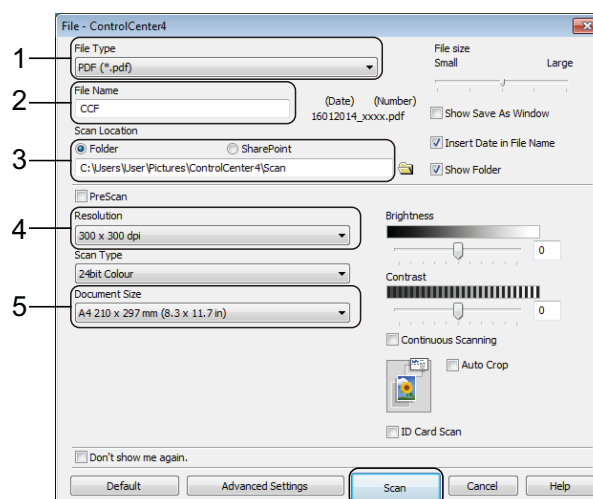 File - ControlCenter4
1
File Type
PDF (*.pdf)
File size
Small Large
2
File Name
CCF
(Date) (Number)
16012014_xxxx.pdf
Show Save As Window
Scan Location
Insert Date in File Name
3
Folder
SharePoint
C:\Users\User\Pictures\ControlCenter4\Scan
Show Folder
PreScan
4
Resolution
300 x 300 dpi
Brightness
0
Scan Type
24bit Colour
Contrast
0
5
Document Size
A4 210 x 297 mm (8.3 x 11.7 in)
Continuous Scanning
Auto Crop
ID Card Scan
Don't show me again.
Default Advanced Settings Scan Cancel Help